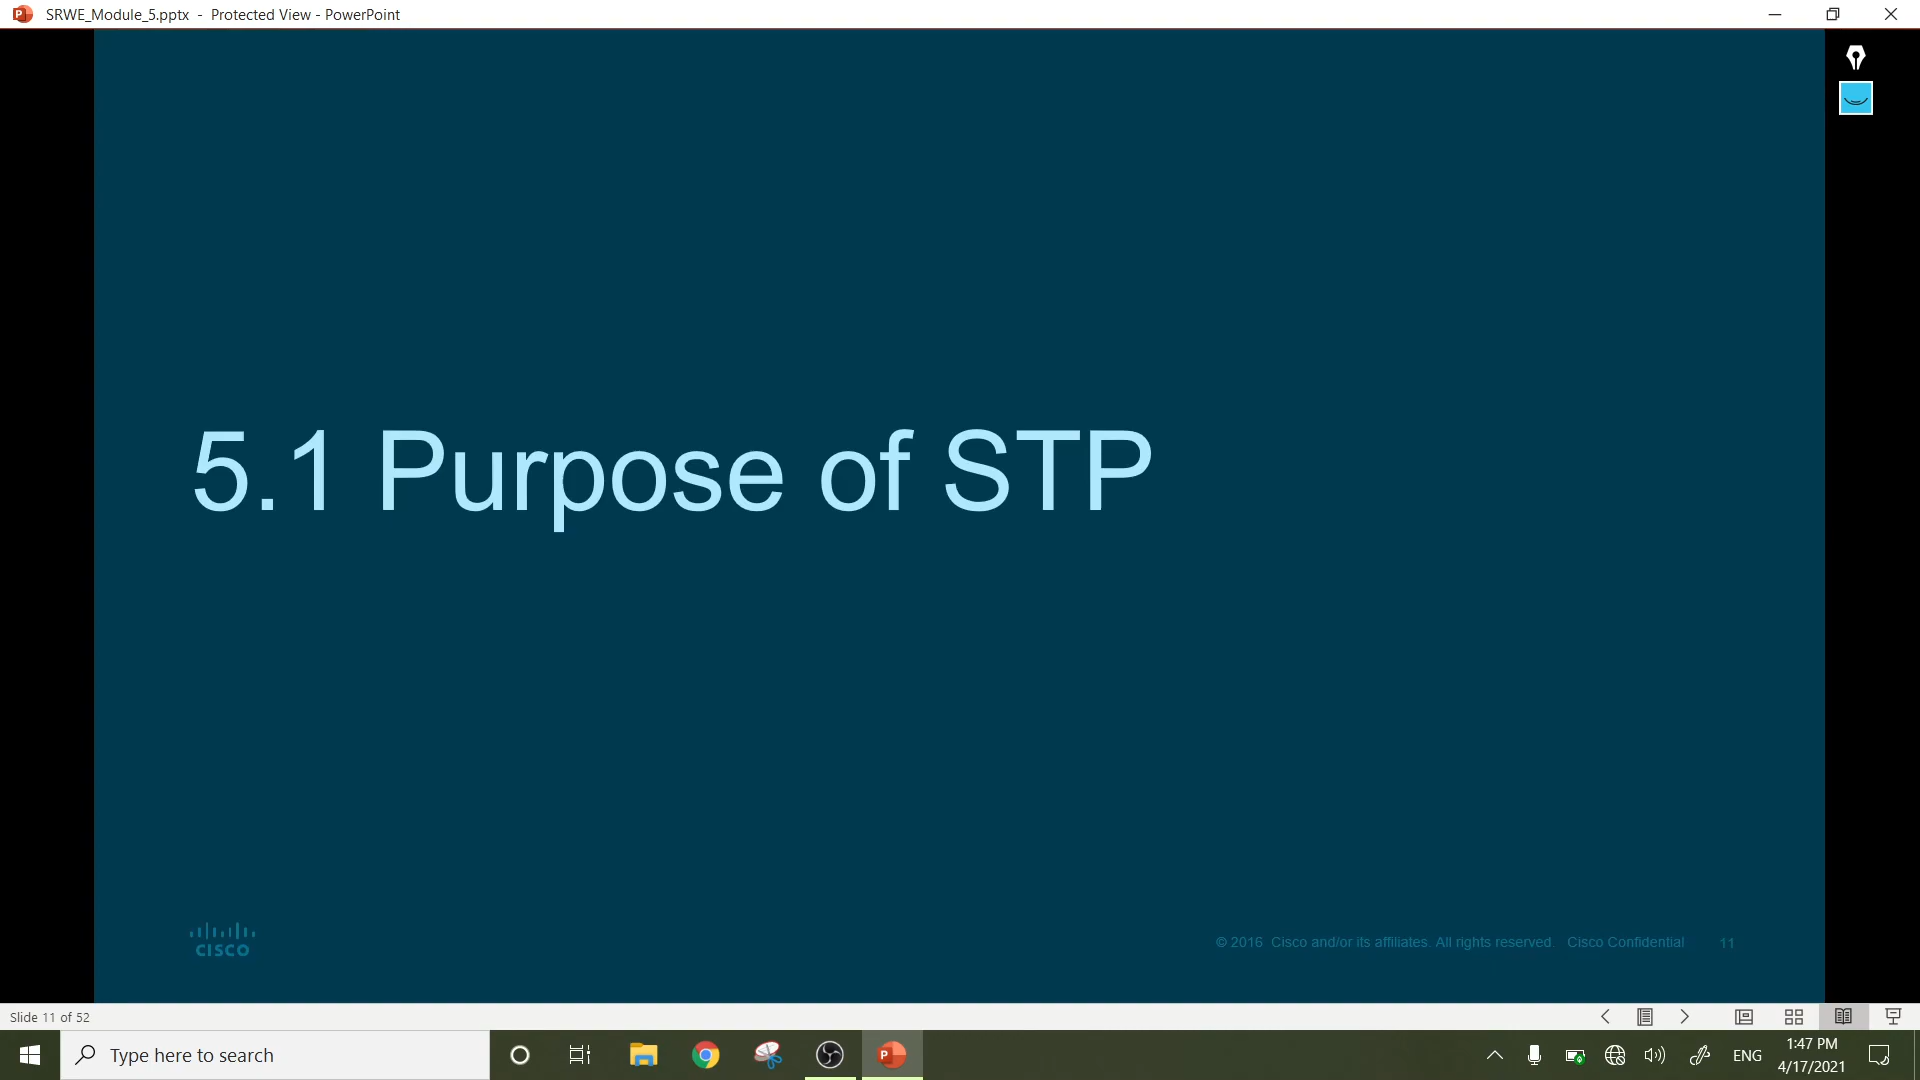 SRWE_Module_5.pptx - Protected View - PowerPoint
5.1 Purpose of STP
CISCO
© 2016 Cisco and/or its affiliates. All rights reserved. Cisco Confidential 11
Slide 11 of 52
Type here to search
ENG
1:47 PM
4/17/2021